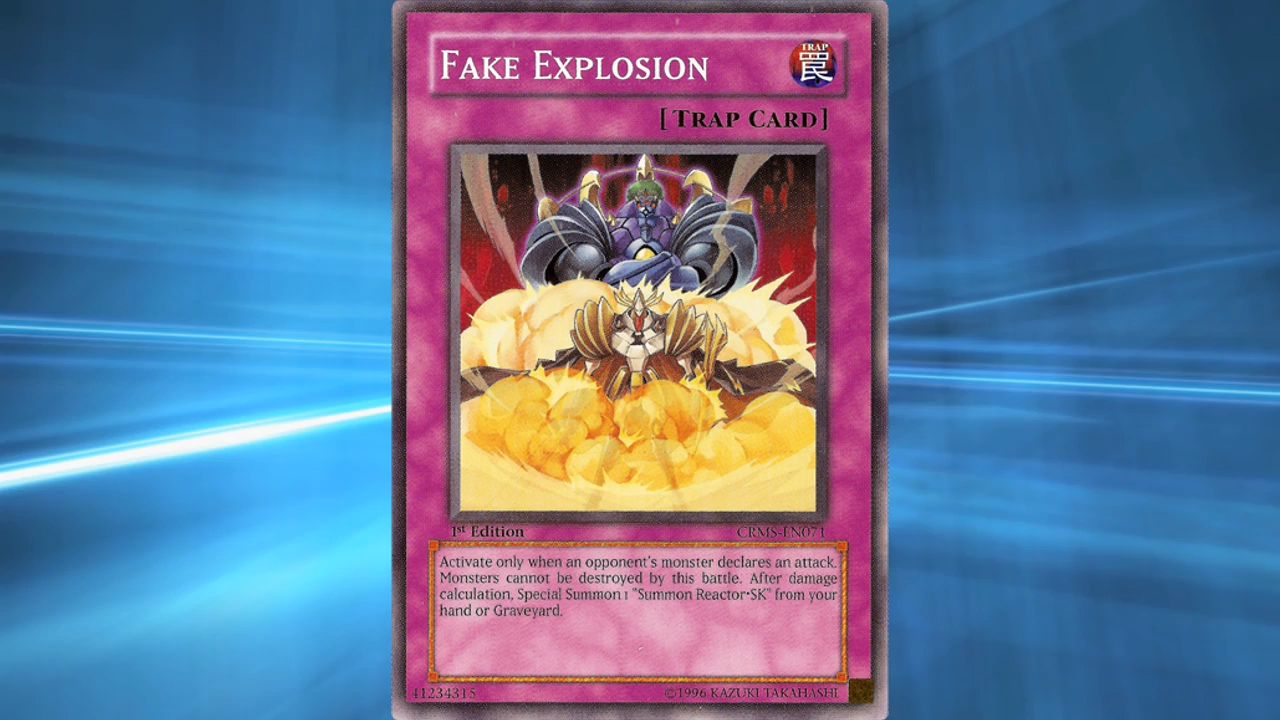 FAKE EXPLOSION
TRAP
罠
[TRAP CARD]
1st Edition
CRMS-EN071
Activate only when an opponent's monster declares an attack.
Monsters cannot be destroyed by this battle. After damage
calculation, Special Summon 1 "Summon Reactor・SK" from your
hand or Graveyard.
41234315
©1996 KAZUKI TAKAHASHI